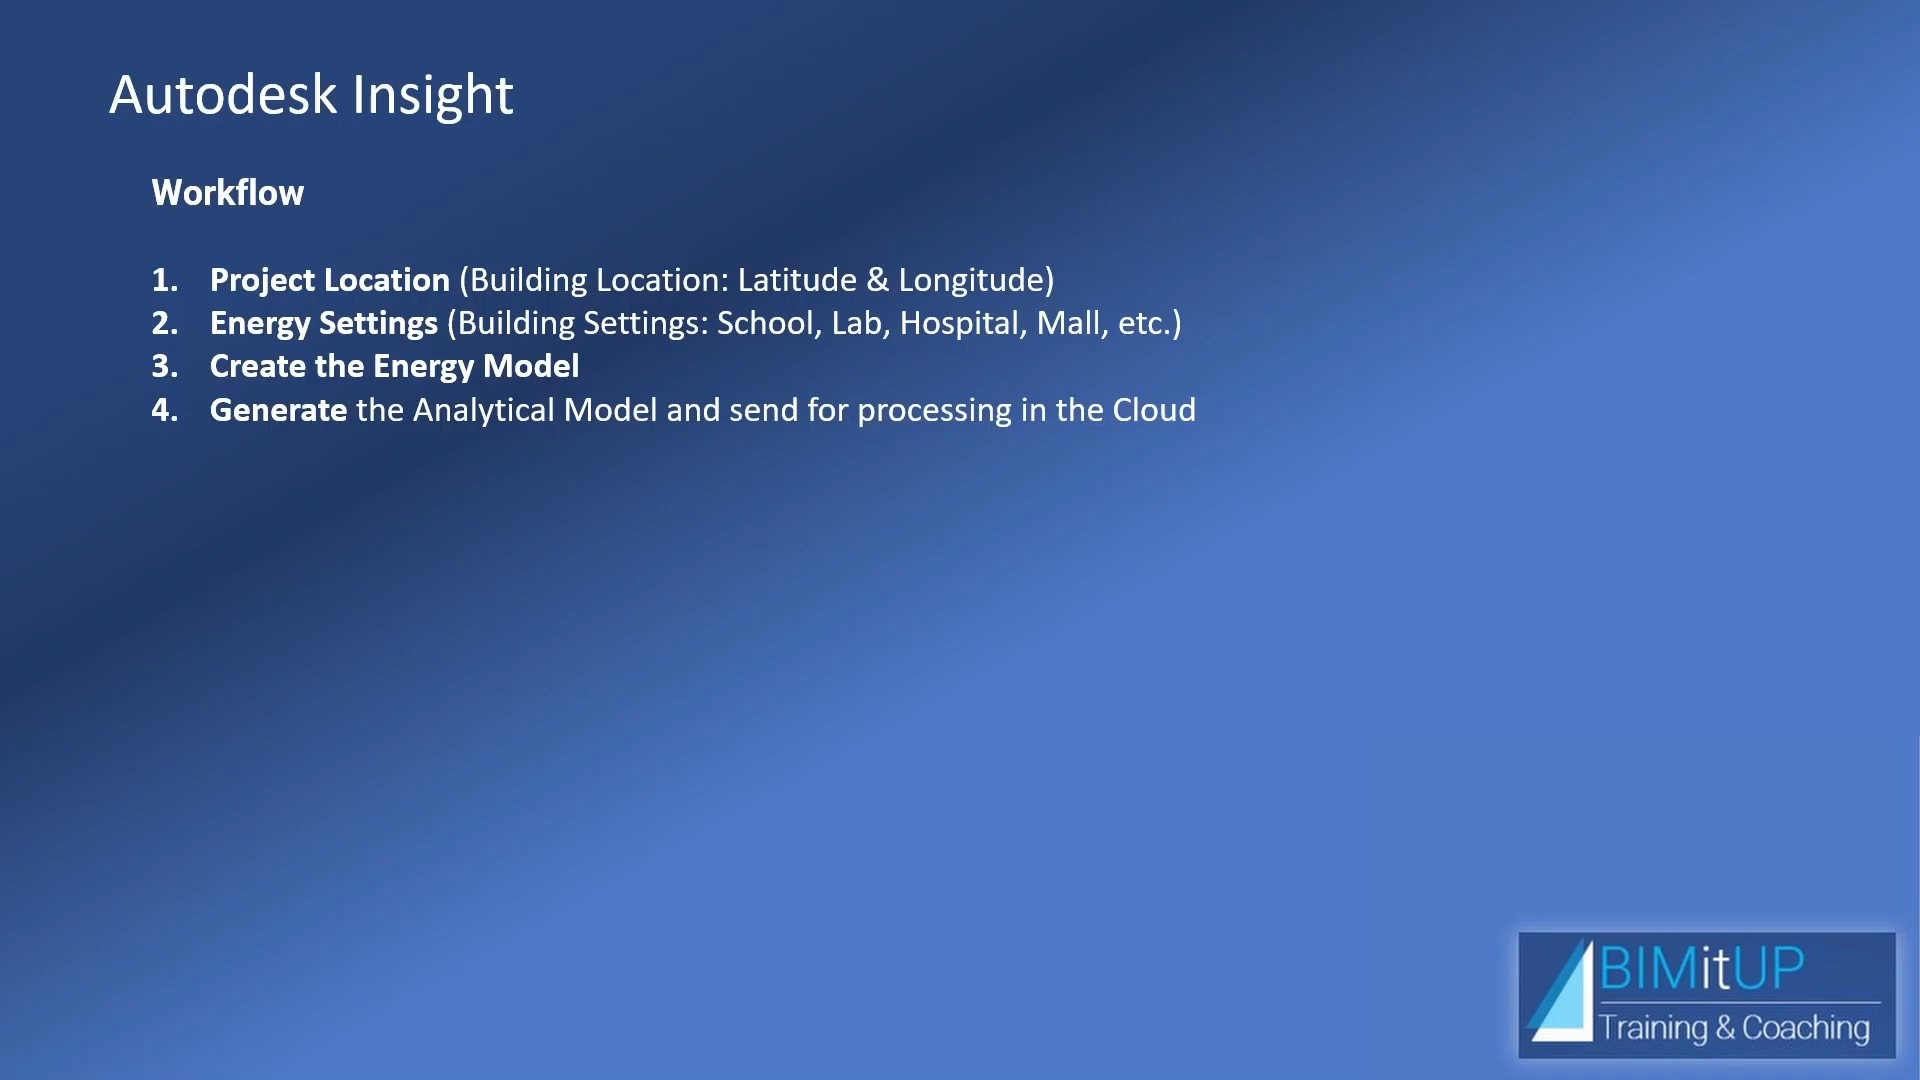 Autodesk Insight
Workflow
1. Project Location (Building Location: Latitude & Longitude)
2. Energy Settings (Building Settings: School, Lab, Hospital, Mall, etc.)
3. Create the Energy Model
4. Generate the Analytical Model and send for processing in the Cloud
BIMitUP
Training & Coaching